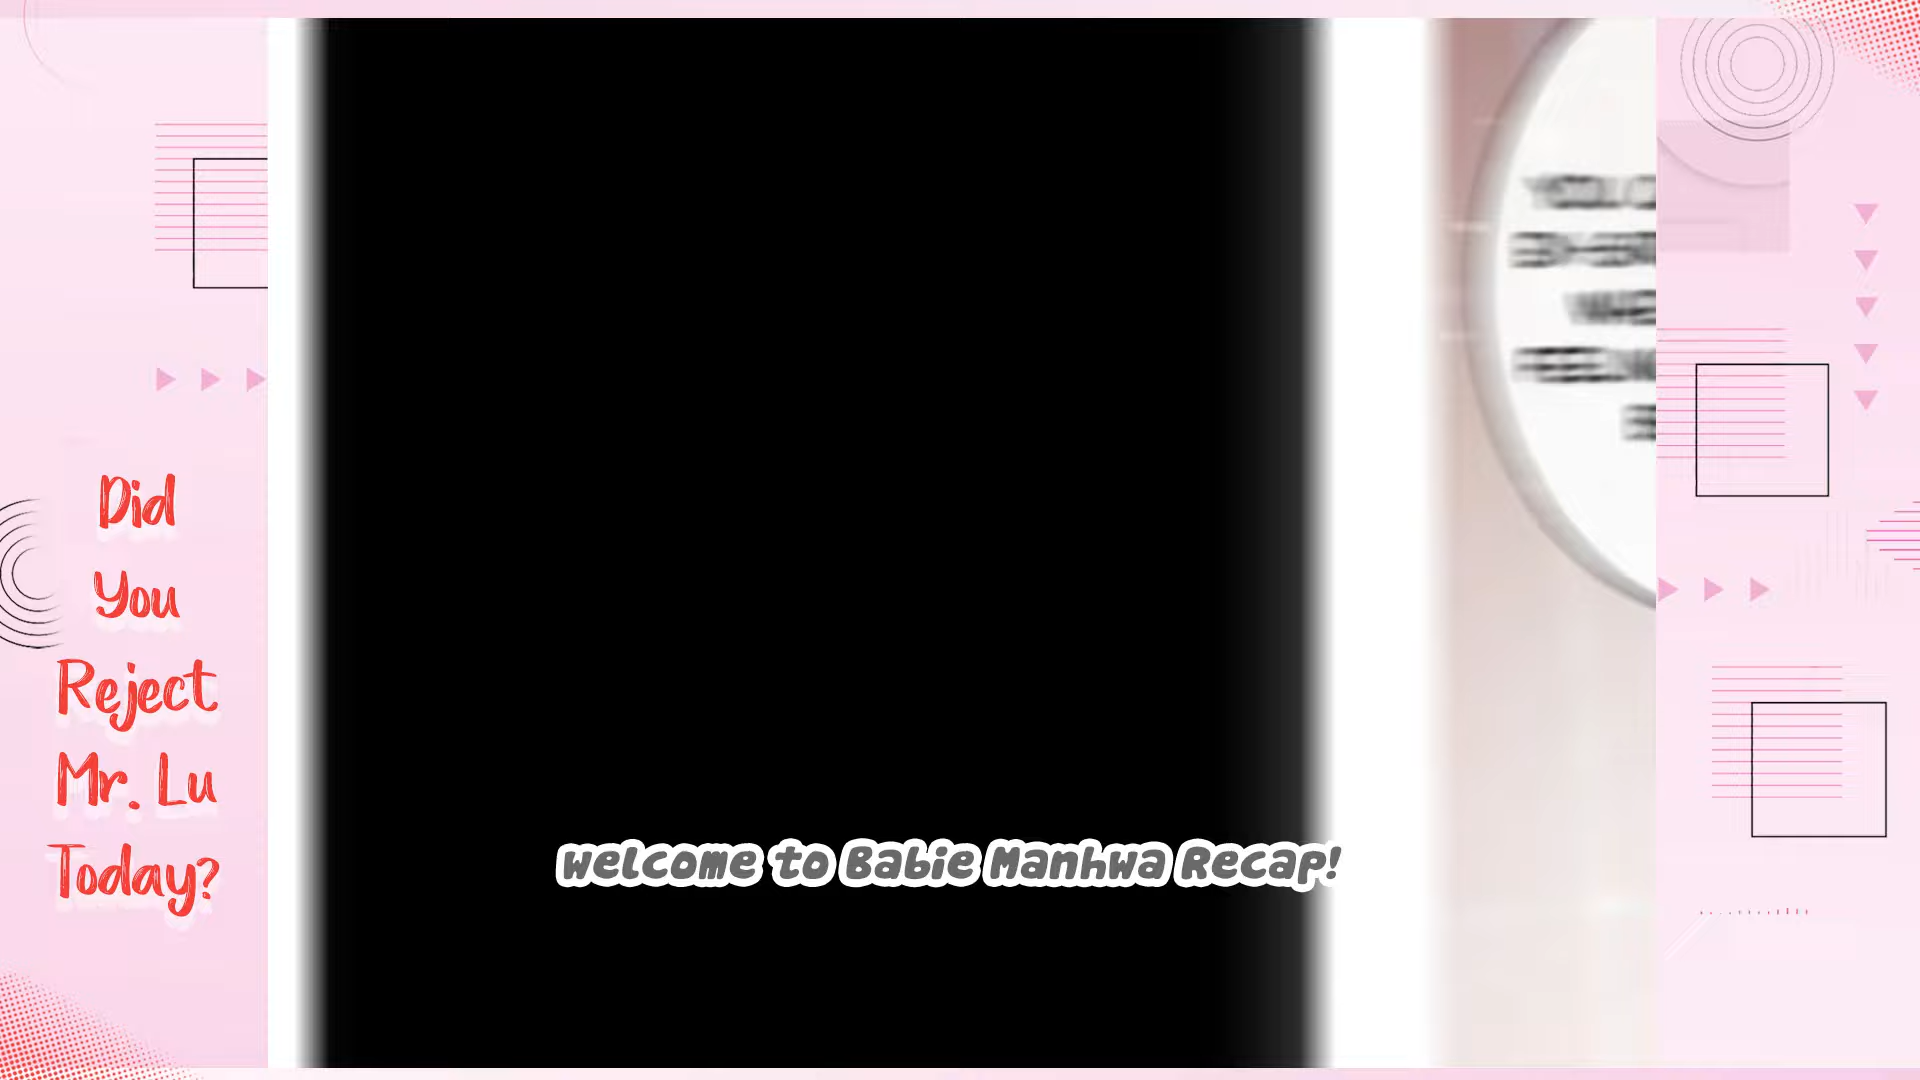 Did
You
Reject
Mr. Lu
Today?
welcome to Babie Manhwa Recap!